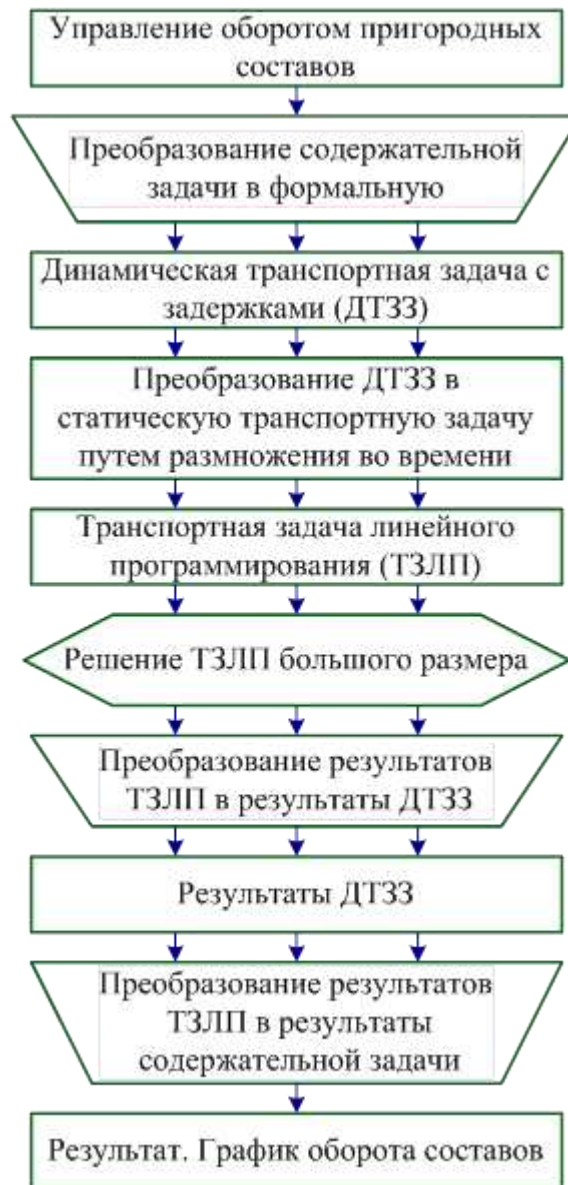 Управление оборотом пригородных
составов
Преобразование содержательной
задачи в формальную
Динамическая транспортная задача с
задержками (ДТЗЗ)
Преобразование ДТЗЗ в
статическую транспортную задачу
путем размножения во времени
Транспортная задача линейного
программирования (ТЗЛП)
Решение ТЗЛП большого размера
Преобразование результатов
ТЗЛП в результаты ДТЗЗ
Результаты ДТЗЗ
Преобразование результатов
ТЗЛП в результаты
содержательной задачи
Результат. График оборота составов